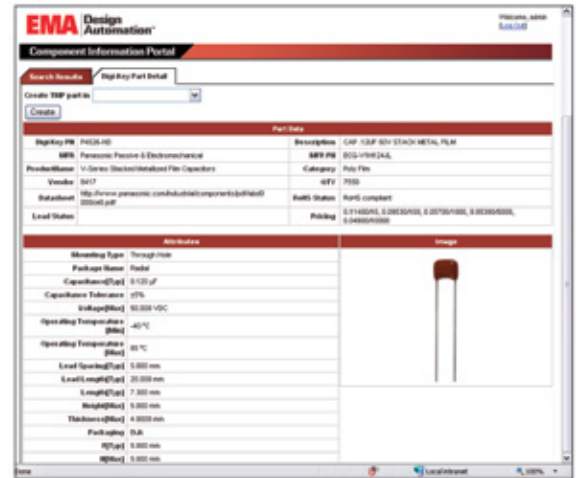 EMA Design Automation™
Welcome, admin
(Log Out)
Component Information Portal
Search Results
Digi-Key Part Detail
Create TMP part in
Create
Part Data
DigiKey PN P4526-ND Description CAP .12UF 50V STACK METAL FILM
MFR Panasonic Passive & Electromechanical MFR PN
ProductName V-Series Stacked Metallized Film Capacitors Category Poly Film
Vendor 8417 QTY
Datasheet RoHS Status RoHS compliant
Lead Status Pricing
Attributes
Image
Mounting Type Through Hole
Package Name Radial
Capacitance[Typ] 0.120 µF
Capacitance Tolerance ±5%
Voltage[Max] 50.000 VDC
Operating Temperature [Min] -40 °C
Operating Temperature [Max] 85 °C
Lead Spacing[Typ] 5.000 mm
Lead Length[Typ] 20.000 mm
Length[Typ] 7.300 mm
Height[Max]
Thickness[Max]
Packaging Bulk
Done
Local intranet
100%